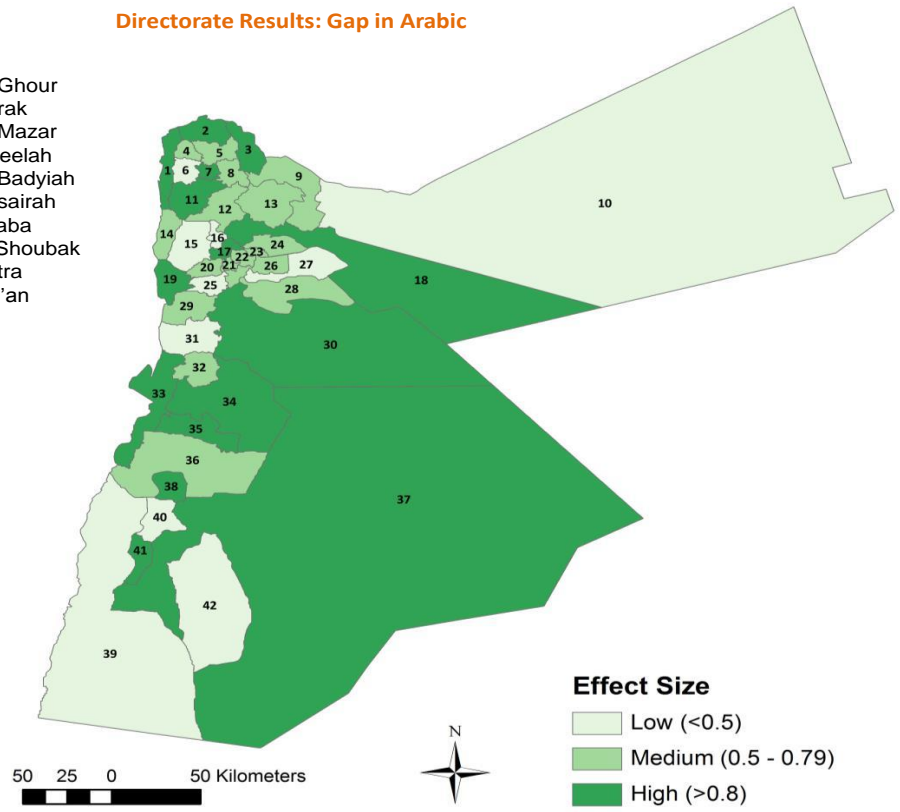 Directorate Results: Gap in Arabic
Ghour
rak
Mazar
eelah
Badyiah
sairah
aba
Shoubak
tra
'an
2
3
4
5
1
6
7
8
9
10
11
12
13
14
15
16
17
22
23
24
18
19
20
21
26
27
25
28
29
30
31
32
33
34
35
36
37
38
40
41
42
39
Effect Size
Low (<0.5)
Medium (0.5 - 0.79)
High (>0.8)
N
50 25 0 50 Kilometers